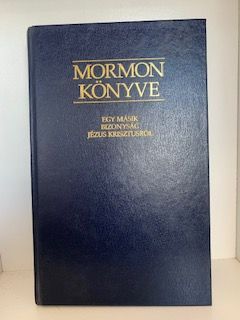 MORMON
KÖNYVE
EGY MÁSIK
BIZONYSÁG
JÉZUS KRISZTUSRÓL